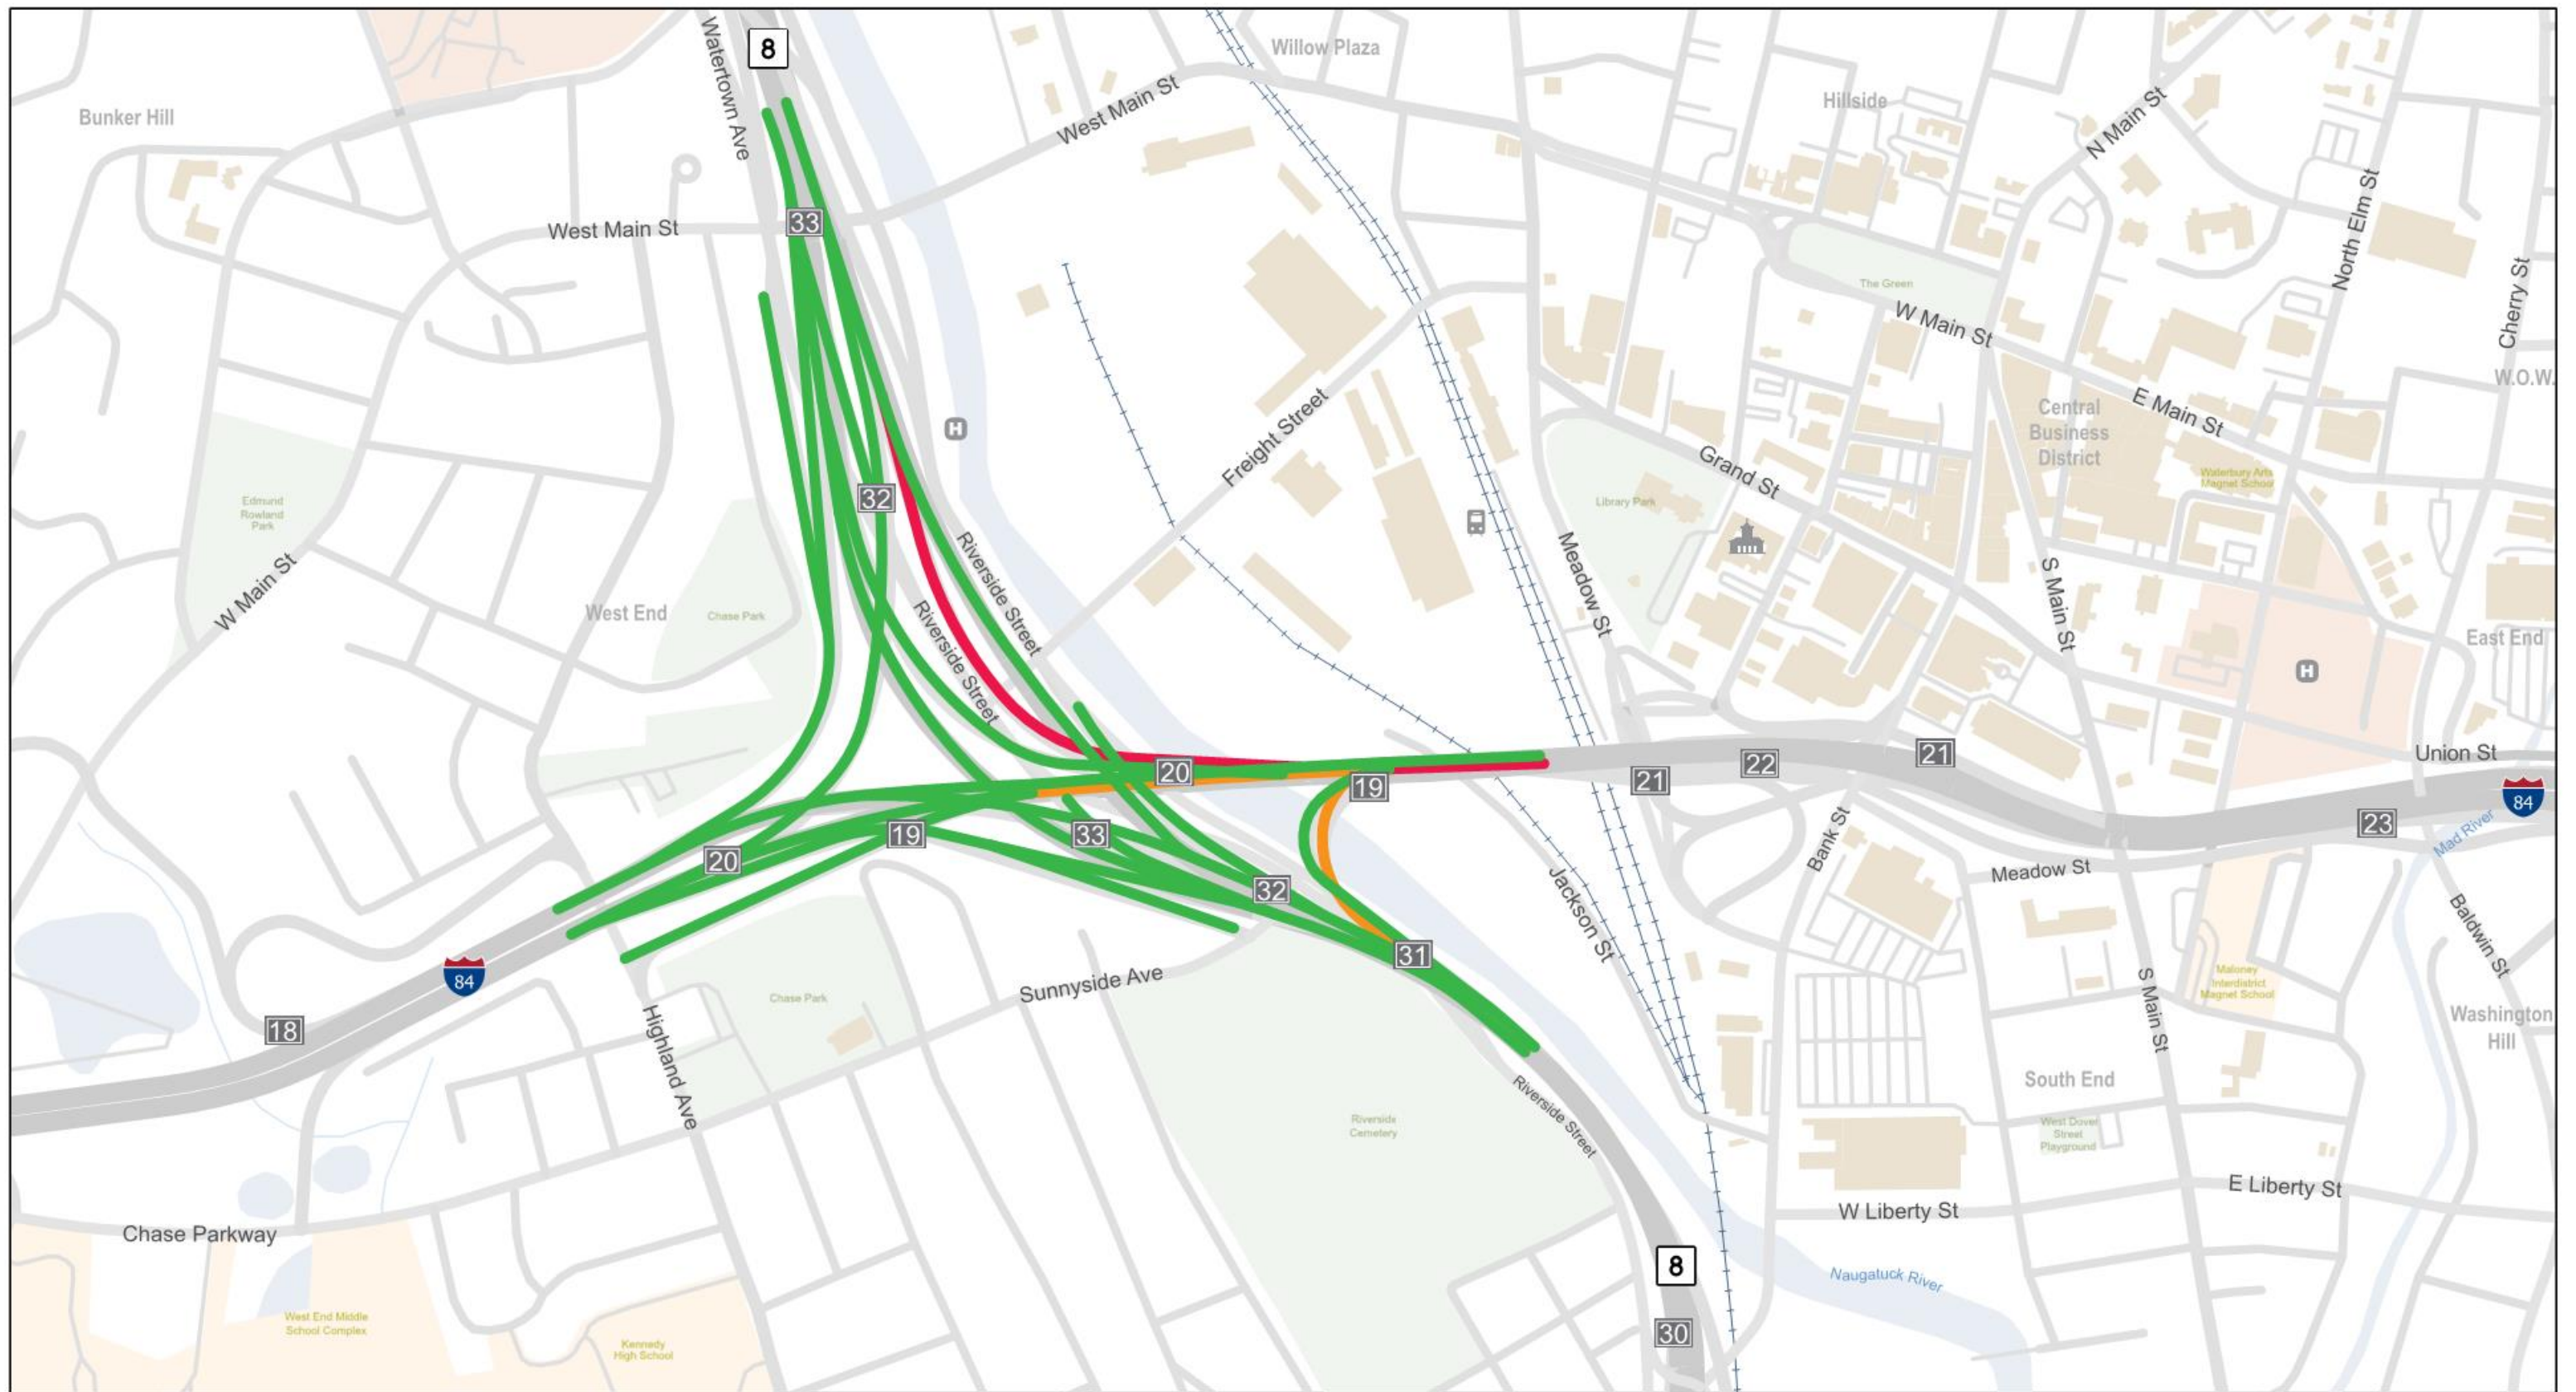 8
Watertown Ave
Willow Plaza
Bunker Hill
West Main St
Hillside
N Main St
West Main St
33
North Elm St
Cherry St
The Green
W Main St
W.O.W.
E Main St
Central
Business
District
Freight Street
H
Grand St
Waterbury Arts
Magnet School
32
Edmund
Rowland
Park
Library Park
Riverside Street
Meadow St
S Main St
W Main St
West End
Chase Park
Riverside Street
East End
H
20
19
21
22
21
Union St
84
23
Mad River
20
19
33
32
Bank St
Meadow St
Jackson St
Baldwin St
31
84
18
Chase Park
Sunnyside Ave
Highland Ave
Maloney
Interdistrict
Magnet School
S Main St
Washington
Hill
South End
Riverside
Cemetery
Riverside Street
West Dover
Street
Playground
E Liberty St
W Liberty St
Chase Parkway
8
Naugatuck River
West End Middle
School Complex
Kennedy
High School
30